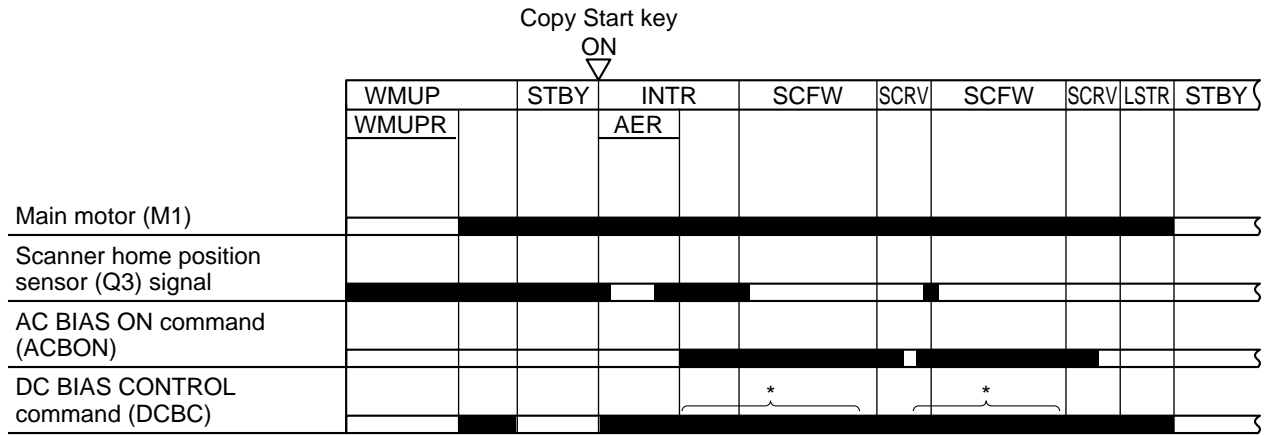 Copy Start key
ON
WMUP STBY INTR SCFW SCRV SCFW SCRV LSTR STBY
WMUPR AER
Main motor (M1)
Scanner home position
sensor (Q3) signal
AC BIAS ON command
(ACBON)
DC BIAS CONTROL
command (DCBC)
* *